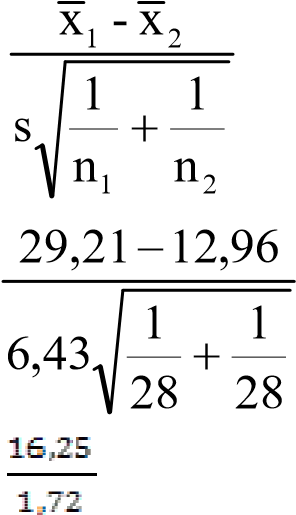 x̅₁ - x̅₂
s√(1/n₁ + 1/n₂)
29,21 – 12,96
6,43√(1/28 + 1/28)
16,25
1,72